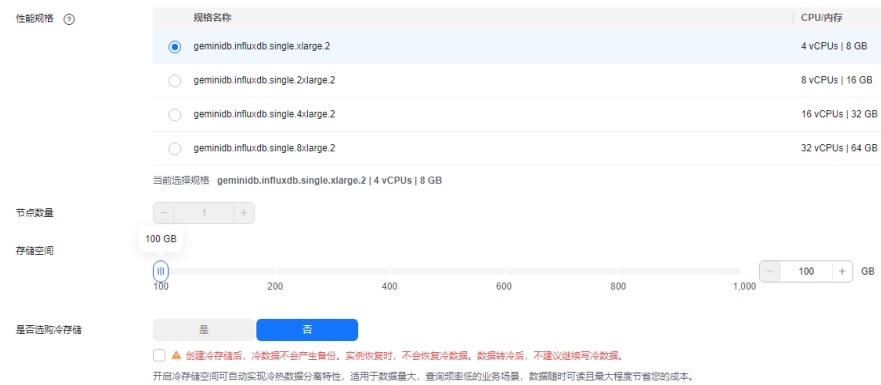 性能规格 ?
规格名称 CPU/内存
geminidb.influxdb.single.xlarge.2 4 vCPUs | 8 GB
geminidb.influxdb.single.2xlarge.2 8 vCPUs | 16 GB
geminidb.influxdb.single.4xlarge.2 16 vCPUs | 32 GB
geminidb.influxdb.single.8xlarge.2 32 vCPUs | 64 GB
当前选择规格 geminidb.influxdb.single.xlarge.2 | 4 vCPUs | 8 GB
节点数量 − 1 +
100 GB
存储空间
− 100 + GB
100 200 400 600 800 1,000
是否选购冷存储 是 否
创建冷存储后，冷数据不会产生备份。实例恢复时，不会恢复冷数据。数据转冷后，不建议继续写冷数据。
开启冷存储空间可自动实现冷热数据分离特性，适用于数据量大、查询频率低的业务场景，数据随时可读且最大程度节省您的成本。